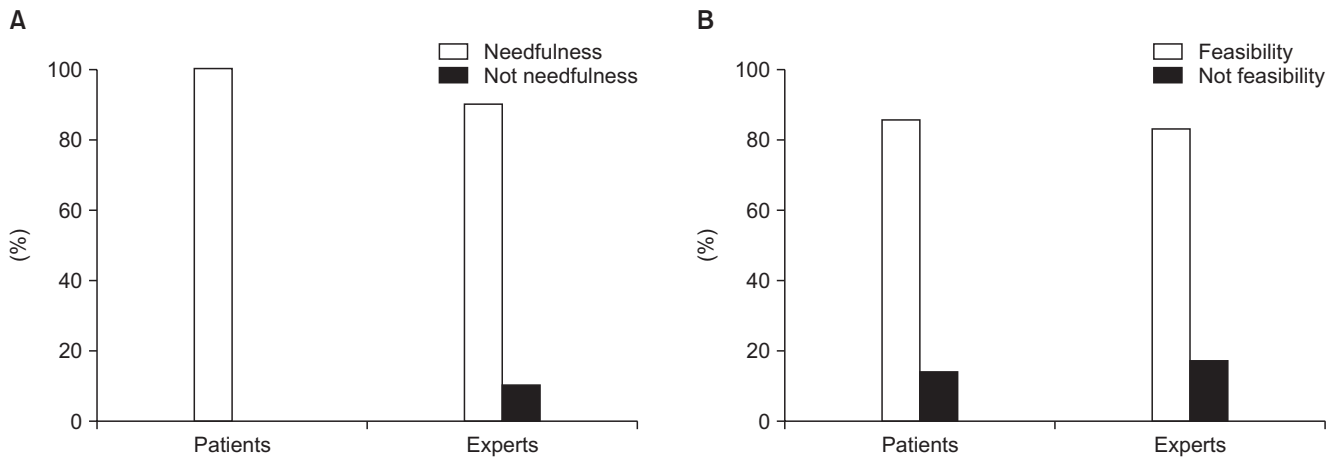 A
Needfulness
Not needfulness
100
80
60
40
20
0
(%)
Patients
Experts
B
Feasibility
Not feasibility
100
80
60
40
20
0
(%)
Patients
Experts